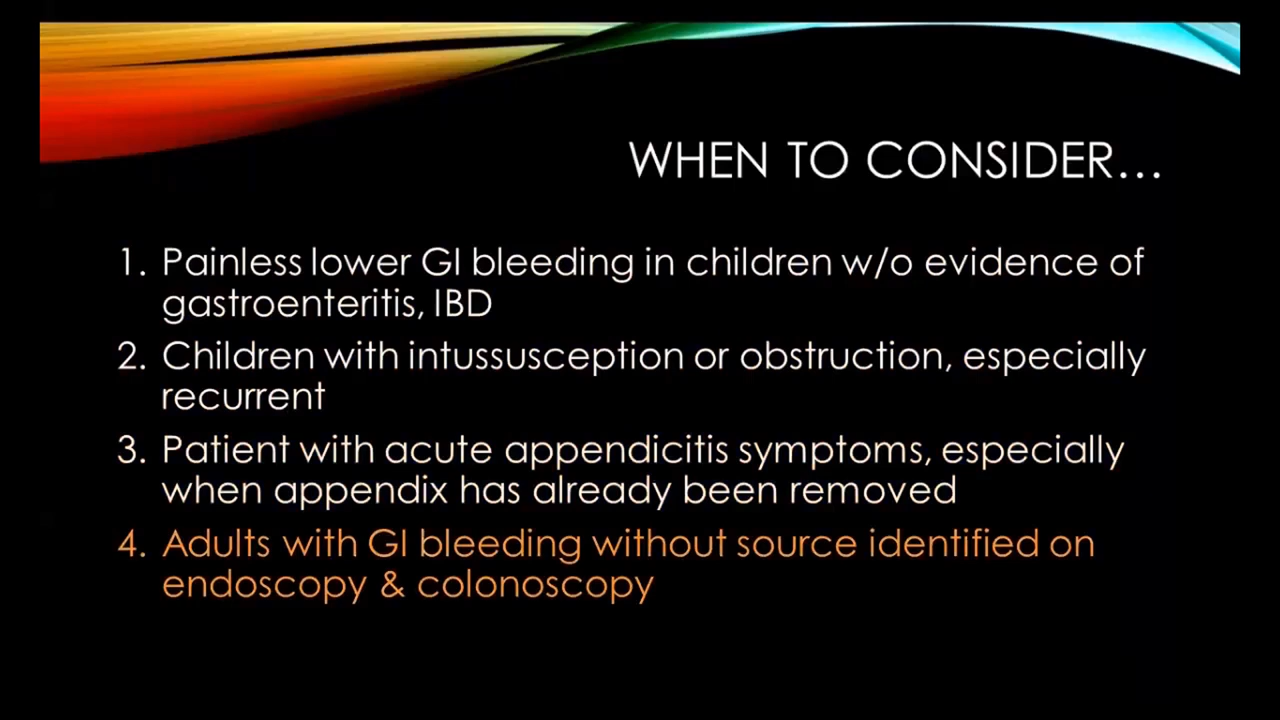 WHEN TO CONSIDER...
1. Painless lower GI bleeding in children w/o evidence of
gastroenteritis, IBD
2. Children with intussusception or obstruction, especially
recurrent
3. Patient with acute appendicitis symptoms, especially
when appendix has already been removed
4. Adults with GI bleeding without source identified on
endoscopy & colonoscopy